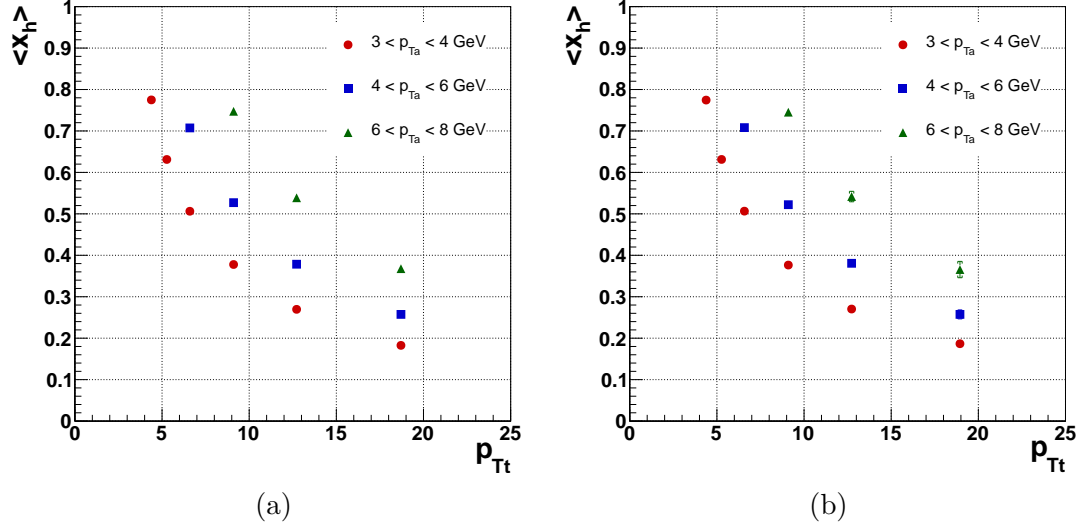 <x_h>
1
0.9
0.8
0.7
0.6
0.5
0.4
0.3
0.2
0.1
0
0 5 10 15 20 25
p_Tt
3 < p_Ta < 4 GeV
4 < p_Ta < 6 GeV
6 < p_Ta < 8 GeV
(a)
<x_h>
1
0.9
0.8
0.7
0.6
0.5
0.4
0.3
0.2
0.1
0
0 5 10 15 20 25
p_Tt
3 < p_Ta < 4 GeV
4 < p_Ta < 6 GeV
6 < p_Ta < 8 GeV
(b)